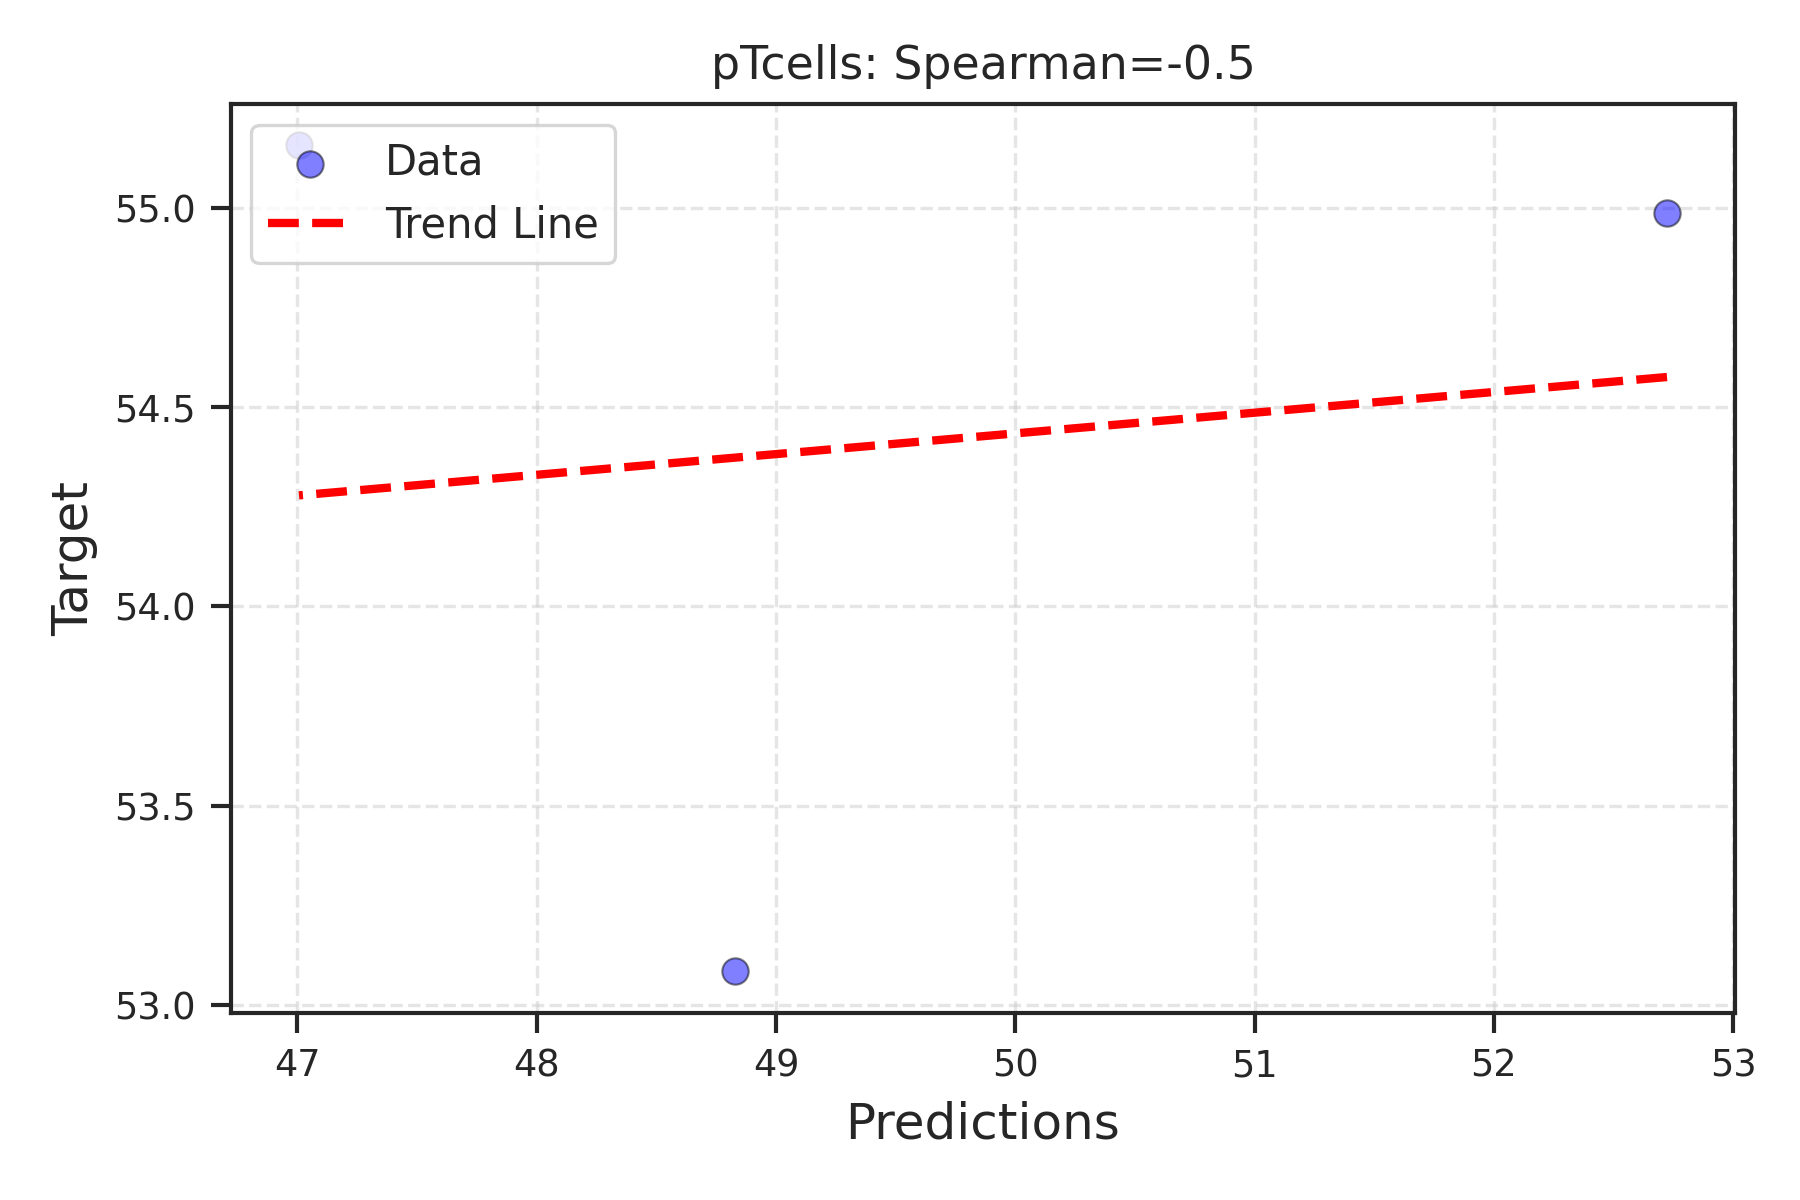 pTcells: Spearman=-0.5
Data
Trend Line
55.0
54.5
54.0
53.5
53.0
Target
47 48 49 50 51 52 53
Predictions